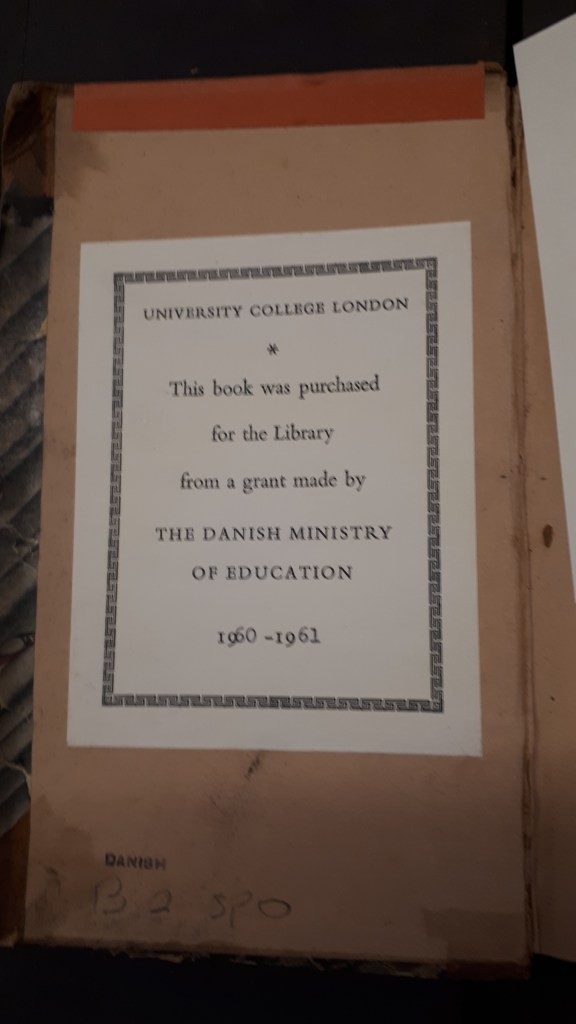 UNIVERSITY COLLEGE LONDON
*
This book was purchased
for the Library
from a grant made by
THE DANISH MINISTRY
OF EDUCATION
1960 - 1961
DANISH
B 2 SPO